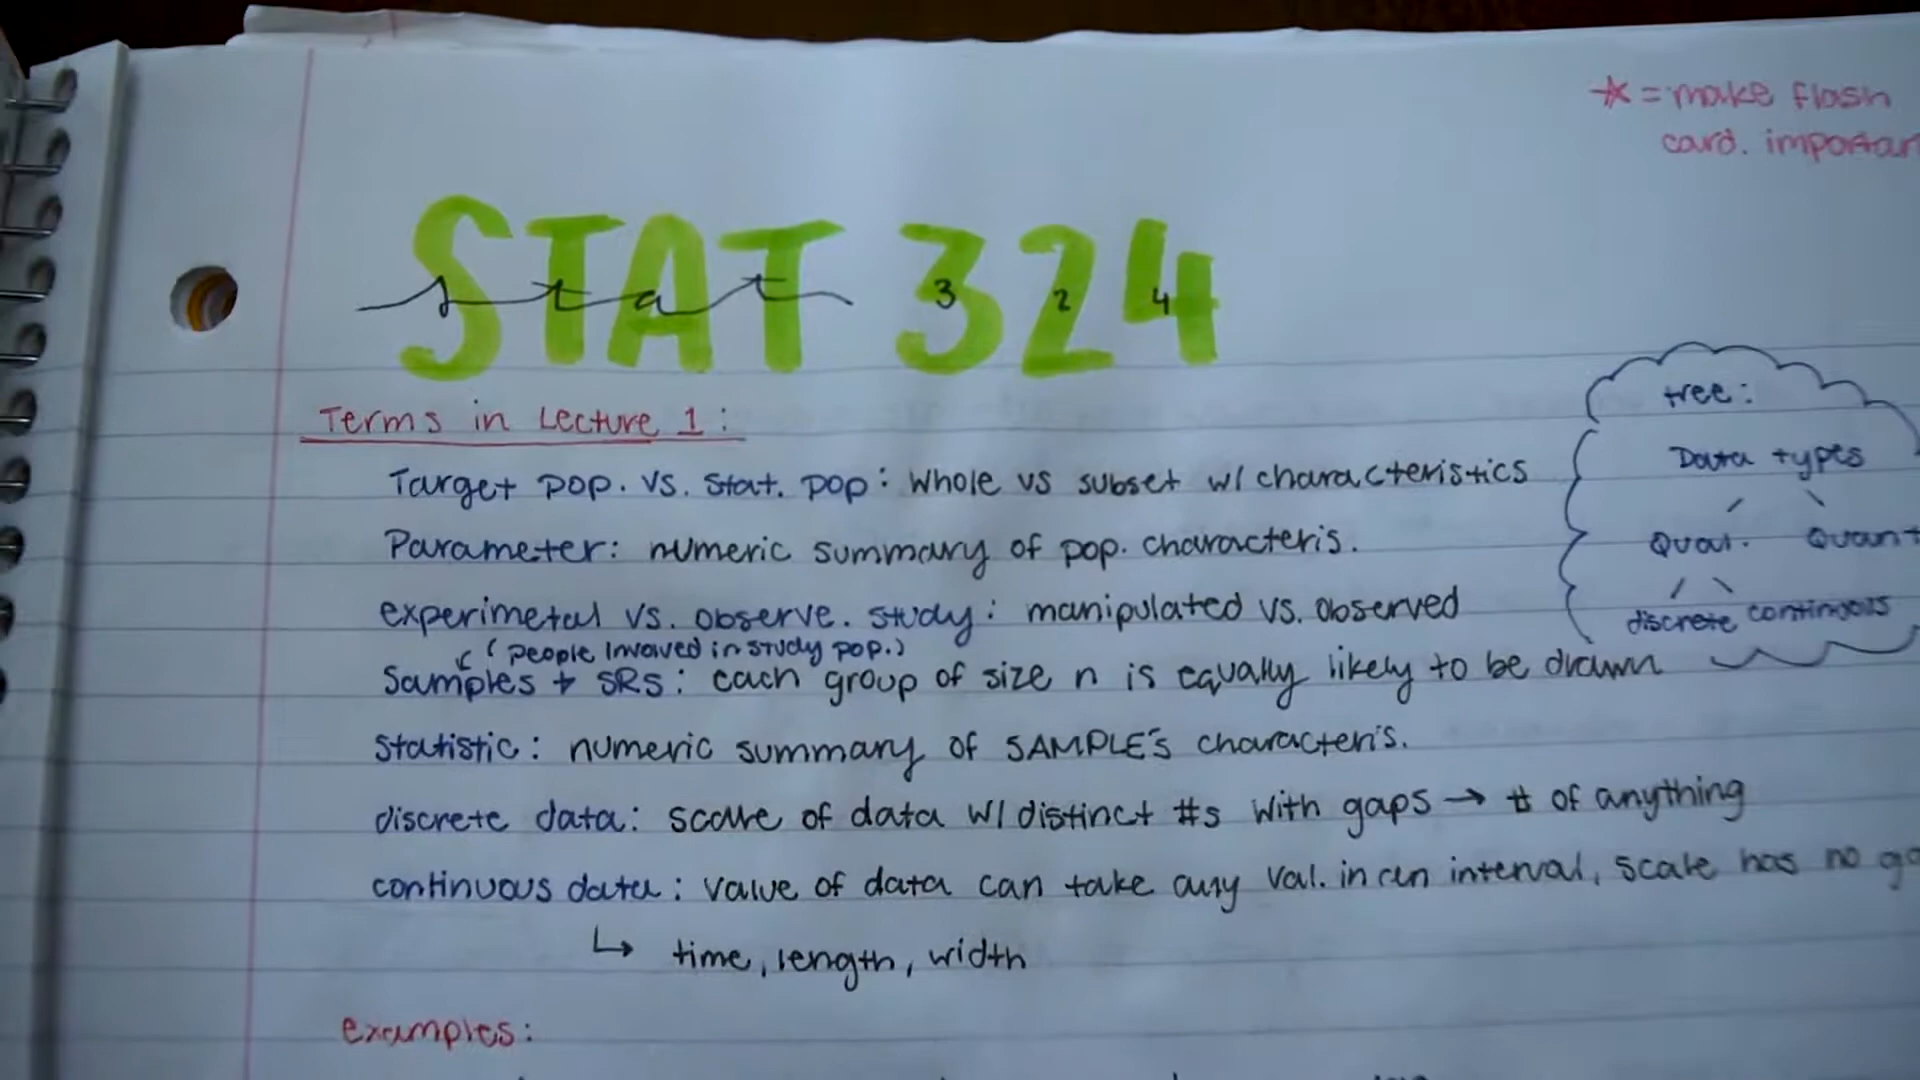 ★ = make flash
card. importan
STAT 324
stat 3 2 4
Terms in Lecture 1:
Target pop. vs. Stat. pop: whole vs subset w/ characteristics
Parameter: numeric summary of pop. characteris.
experimetal vs. observe. study: manipulated vs. observed
(people involved in study pop.)
Samples + SRS: each group of size n is equally likely to be drawn
Statistic: numeric summary of SAMPLE'S characteris.
discrete data: scale of data w/ distinct #s with gaps → # of anything
continuous data: value of data can take any val. in an interval, scale has no
↳ time, length, width
examples:
tree:
Data types
Qual. Quant
discrete continuous